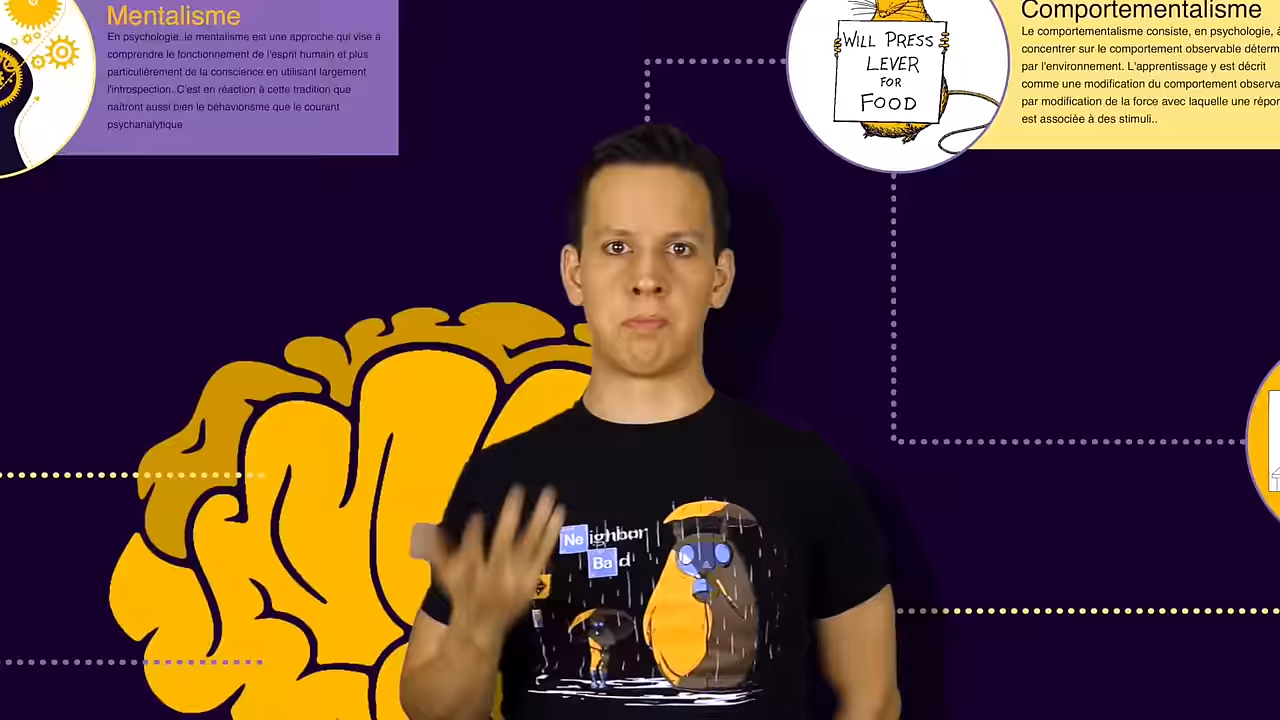 Mentalisme
En psychologie, le mentalisme est une approche qui vise à
comprendre le fonctionnement de l'esprit humain et plus
particulièrement de la conscience en utilisant largement
l'introspection. C'est en réaction à cette tradition que
naîtront aussi bien le béhavionsme que le courant
psychanalytique
WILL PRESS
LEVER
FOR
FOOD
Comportementalisme
Le comportementalisme consiste, en psychologie, à
concentrer sur le comportement observable déterm
par l'environnement. L'apprentissage y est décrit
comme une modification du comportement observa
par modification de la force avec laquelle une répon
est associée à des stimuli..
Neighbor
Bad